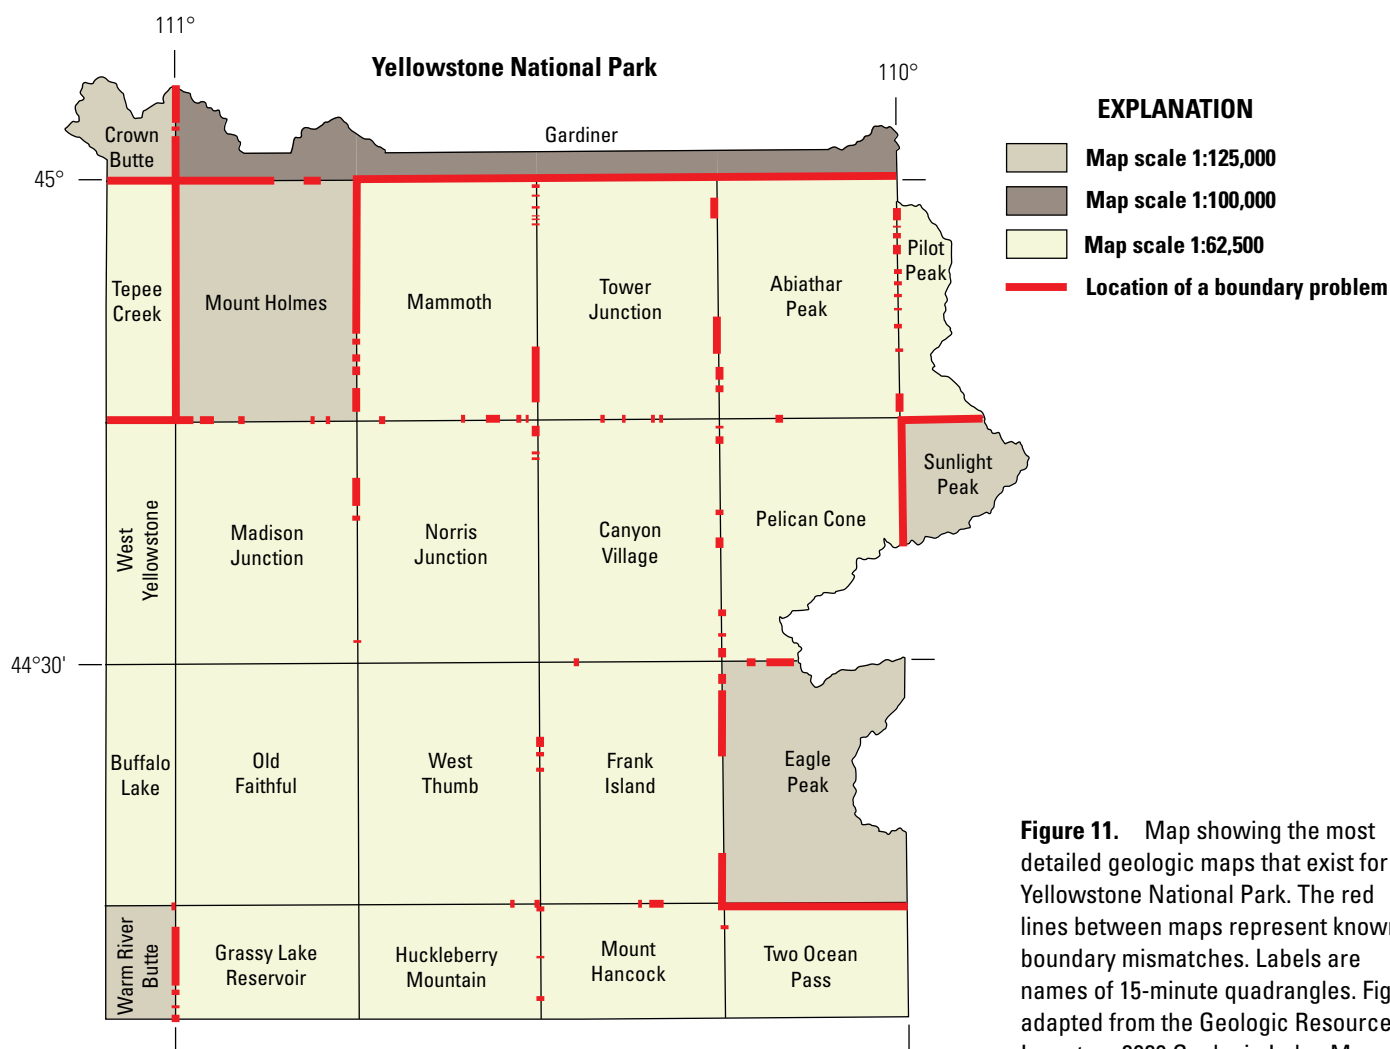 111°
Yellowstone National Park
110°
Crown
Butte
Gardiner
45°
Tepee
Creek
Mount Holmes
Mammoth
Tower
Junction
Abiathar
Peak
Pilot
Peak
West
Yellowstone
Madison
Junction
Norris
Junction
Canyon
Village
Pelican Cone
Sunlight
Peak
44°30'
Buffalo
Lake
Old
Faithful
West
Thumb
Frank
Island
Eagle
Peak
Warm River
Butte
Grassy Lake
Reservoir
Huckleberry
Mountain
Mount
Hancock
Two Ocean
Pass
EXPLANATION
Map scale 1:125,000
Map scale 1:100,000
Map scale 1:62,500
Location of a boundary problem
Figure 11. Map showing the most
detailed geologic maps that exist for
Yellowstone National Park. The red
lines between maps represent known
boundary mismatches. Labels are
names of 15-minute quadrangles. Fig
adapted from the Geologic Resource